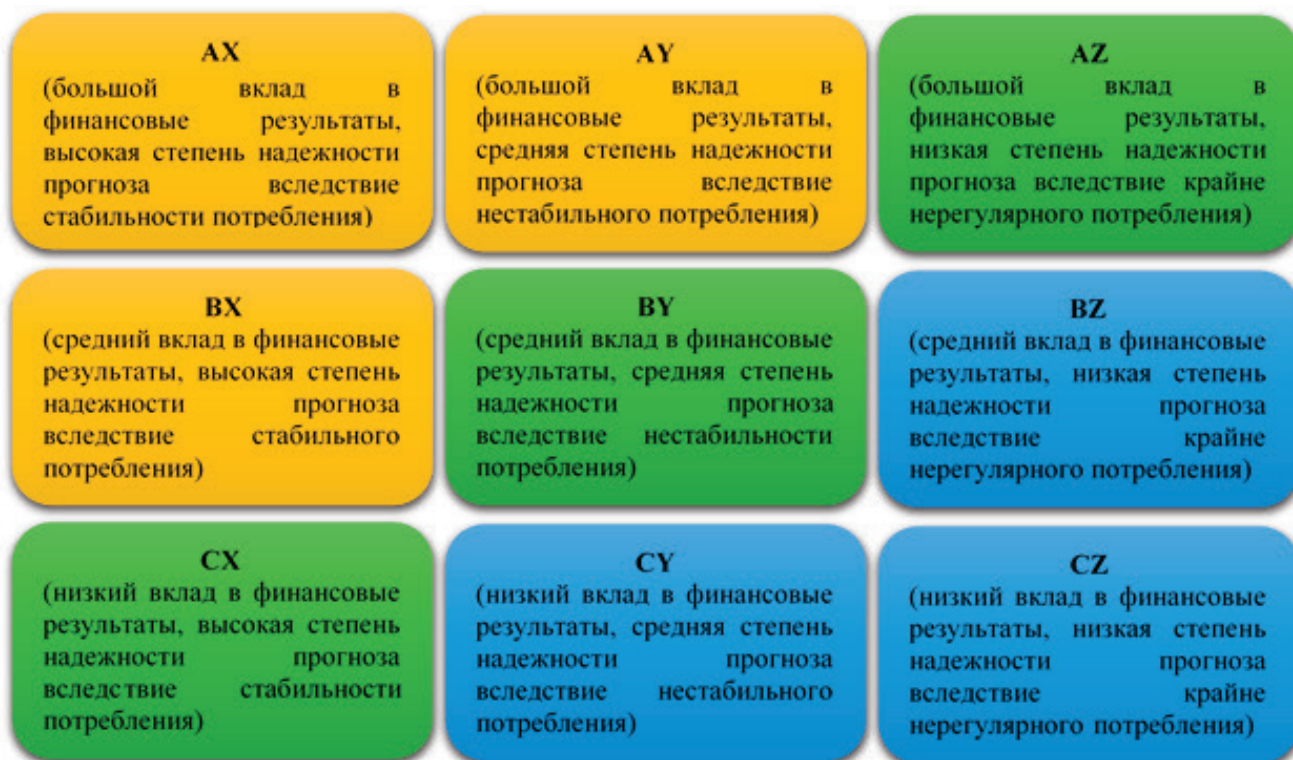 AX
(большой вклад в
финансовые результаты,
высокая степень надежности
прогноза вследствие
стабильности потребления)
AY
(большой вклад в
финансовые результаты,
средняя степень надежности
прогноза вследствие
нестабильного потребления)
AZ
(большой вклад в
финансовые результаты,
низкая степень надежности
прогноза вследствие крайне
нерегулярного потребления)
BX
(средний вклад в финансовые
результаты, высокая степень
надежности прогноза
вследствие стабильного
потребления)
BY
(средний вклад в финансовые
результаты, средняя степень
надежности прогноза
вследствие нестабильности
потребления)
BZ
(средний вклад в финансовые
результаты, низкая степень
надежности прогноза
вследствие крайне
нерегулярного потребления)
CX
(низкий вклад в финансовые
результаты, высокая степень
надежности прогноза
вследствие стабильности
потребления)
CY
(низкий вклад в финансовые
результаты, средняя степень
надежности прогноза
вследствие нестабильного
потребления)
CZ
(низкий вклад в финансовые
результаты, низкая степень
надежности прогноза
вследствие крайне
нерегулярного потребления)